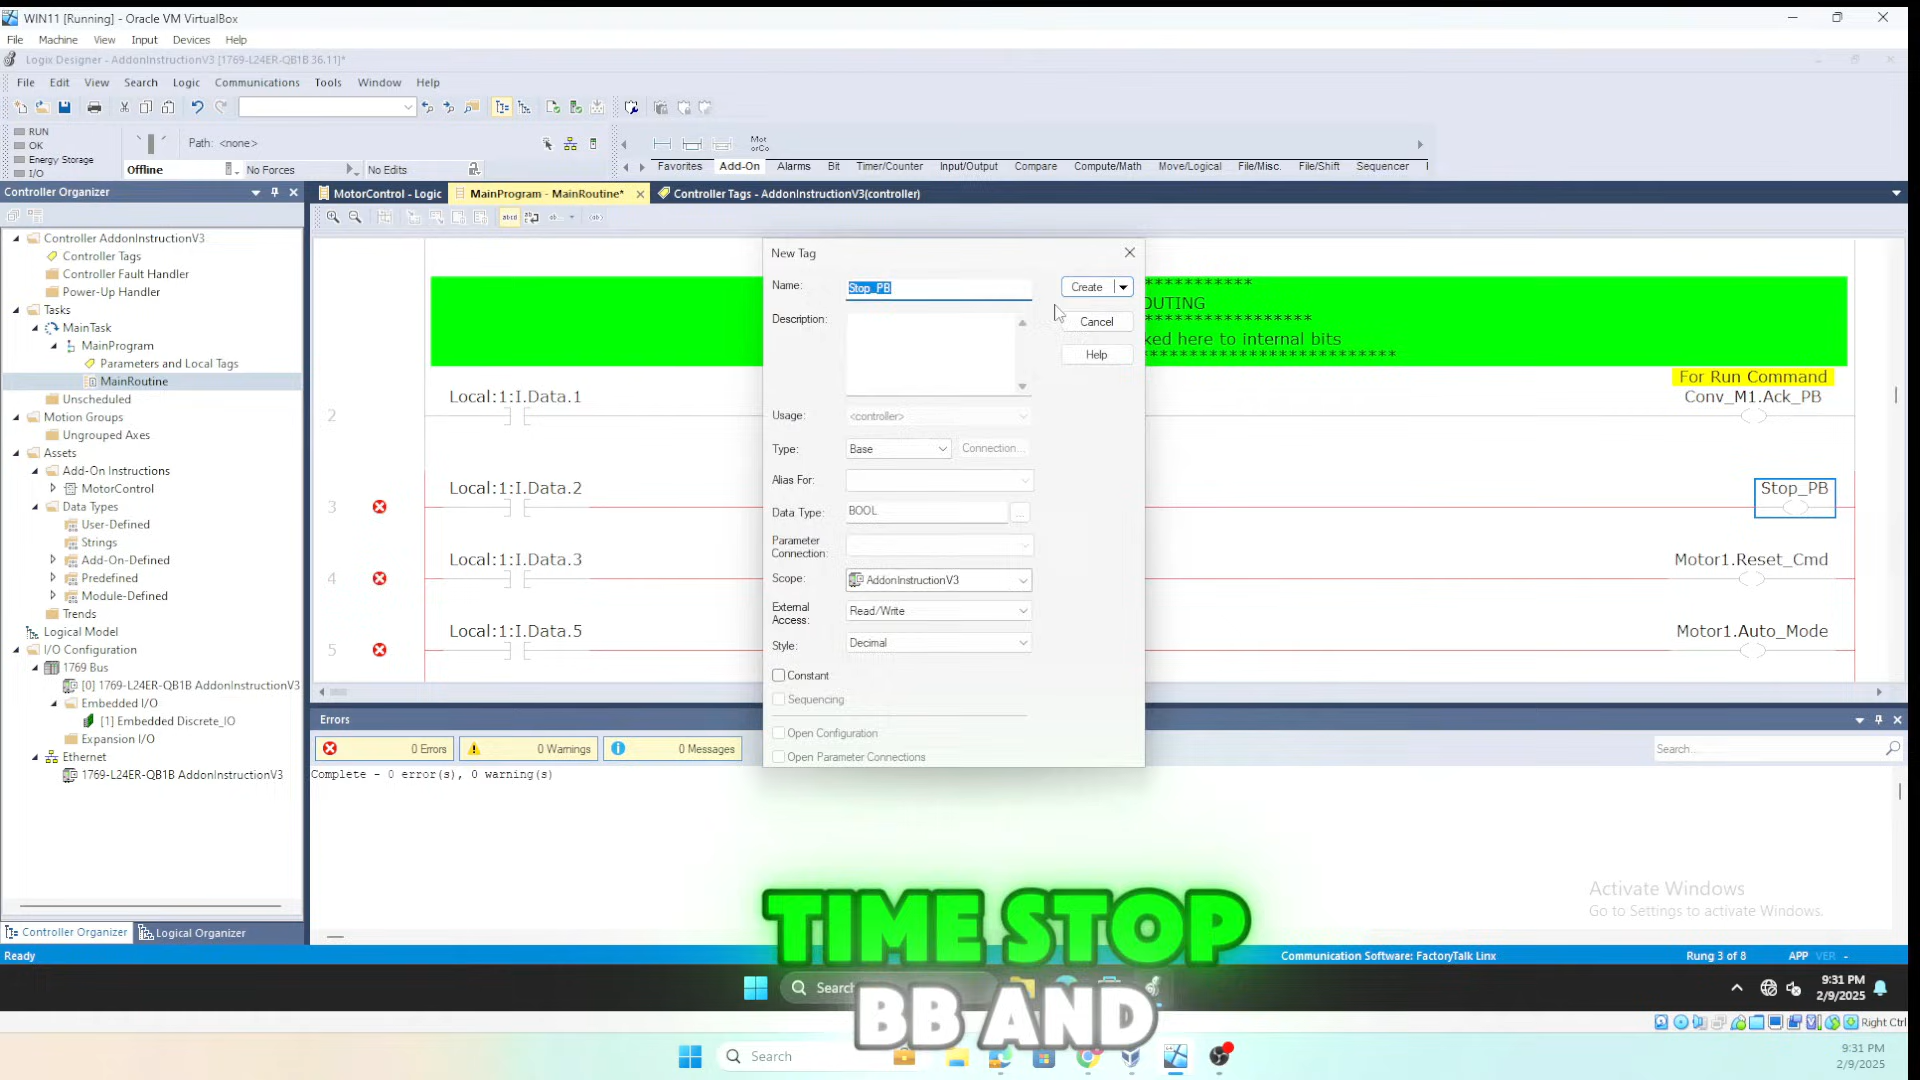 WIN11 [Running] - Oracle VM VirtualBox
File Machine View Input Devices Help
Logix Designer - AddonInstructionV3 [1769-L24ER-QB1B 36.11]*
File Edit View Search Logic Communications Tools Window Help
RUN
OK
Energy Storage
I/O
Path: <none>
Offline
No Forces
No Edits
Mot
orCo
Favorites Add-On Alarms Bit Timer/Counter Input/Output Compare Compute/Math Move/Logical File/Misc. File/Shift Sequencer
Controller Organizer
MotorControl - Logic
MainProgram - MainRoutine*
Controller Tags - AddonInstructionV3(controller)
Controller AddonInstructionV3
Controller Tags
Controller Fault Handler
Power-Up Handler
Tasks
MainTask
MainProgram
Parameters and Local Tags
MainRoutine
Unscheduled
Motion Groups
Ungrouped Axes
Assets
Add-On Instructions
MotorControl
Data Types
User-Defined
Strings
Add-On-Defined
Predefined
Module-Defined
Trends
Logical Model
I/O Configuration
1769 Bus
[0] 1769-L24ER-QB1B AddonInstructionV3
Embedded I/O
[1] Embedded Discrete_IO
Expansion I/O
Ethernet
1769-L24ER-QB1B AddonInstructionV3
Controller Organizer
Logical Organizer
************
OUTING
*****************
ked here to internal bits
**************************
For Run Command
2
Local:1:I.Data.1
Conv_M1.Ack_PB
3
Local:1:I.Data.2
Stop_PB
4
Local:1:I.Data.3
Motor1.Reset_Cmd
5
Local:1:I.Data.5
Motor1.Auto_Mode
New Tag
Name: Stop_PB
Create
Description:
Cancel
Help
Usage: <controller>
Type: Base
Connection...
Alias For:
Data Type: BOOL
...
Parameter
Connection:
Scope: AddonInstructionV3
External
Access: Read/Write
Style: Decimal
Constant
Sequencing
Open Configuration
Open Parameter Connections
Errors
0 Errors
0 Warnings
0 Messages
Search...
Complete - 0 error(s), 0 warning(s)
Activate Windows
Go to Settings to activate Windows.
TIME STOP
BB AND
Ready
Communication Software: FactoryTalk Linx
Rung 3 of 8
APP
VER
Search
9:31 PM
2/9/2025
Right Ctrl
Search
9:31 PM
2/9/2025